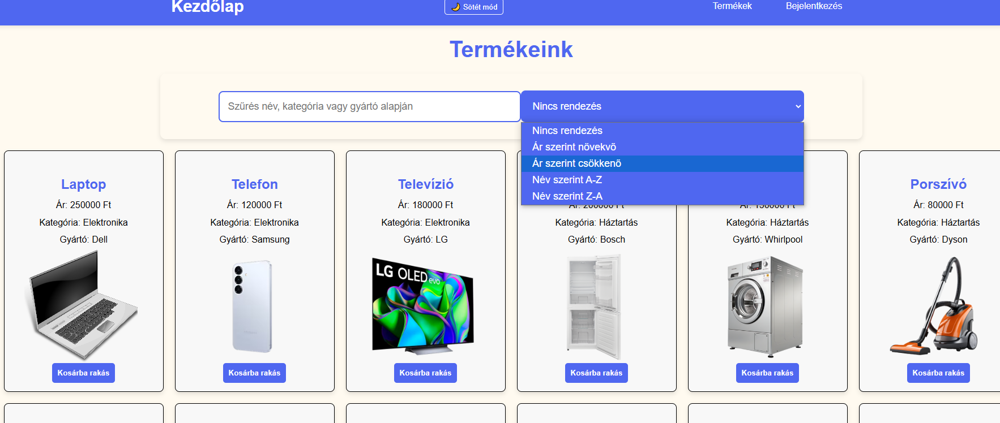 Kezdőlap
🌙 Sötét mód
Termékek
Bejelentkezés
Termékeink
Szűrés név, kategória vagy gyártó alapján
Nincs rendezés
Nincs rendezés
Ár szerint növekvő
Ár szerint csökkenő
Név szerint A-Z
Név szerint Z-A
Laptop
Ár: 250000 Ft
Kategória: Elektronika
Gyártó: Dell
Kosárba rakás
Telefon
Ár: 120000 Ft
Kategória: Elektronika
Gyártó: Samsung
Kosárba rakás
Televízió
Ár: 180000 Ft
Kategória: Elektronika
Gyártó: LG
LG OLED evo
Kosárba rakás
Ár: 200000 Ft
Kategória: Háztartás
Gyártó: Bosch
Kosárba rakás
Ár: 150000 Ft
Kategória: Háztartás
Gyártó: Whirlpool
Kosárba rakás
Porszívó
Ár: 80000 Ft
Kategória: Háztartás
Gyártó: Dyson
Kosárba rakás